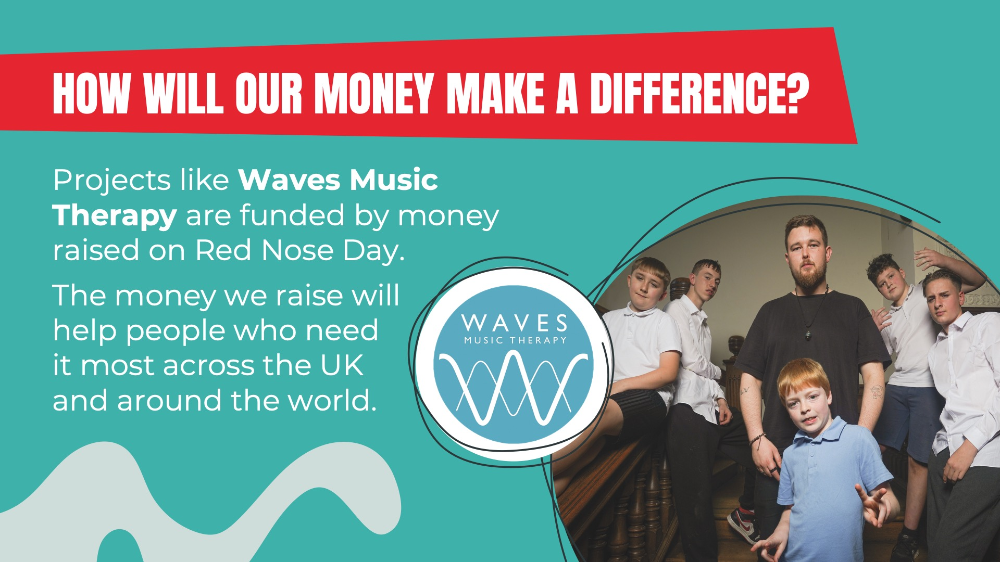 HOW WILL OUR MONEY MAKE A DIFFERENCE?
Projects like Waves Music
Therapy are funded by money
raised on Red Nose Day.
The money we raise will
help people who need
it most across the UK
and around the world.
WAVES
MUSIC THERAPY